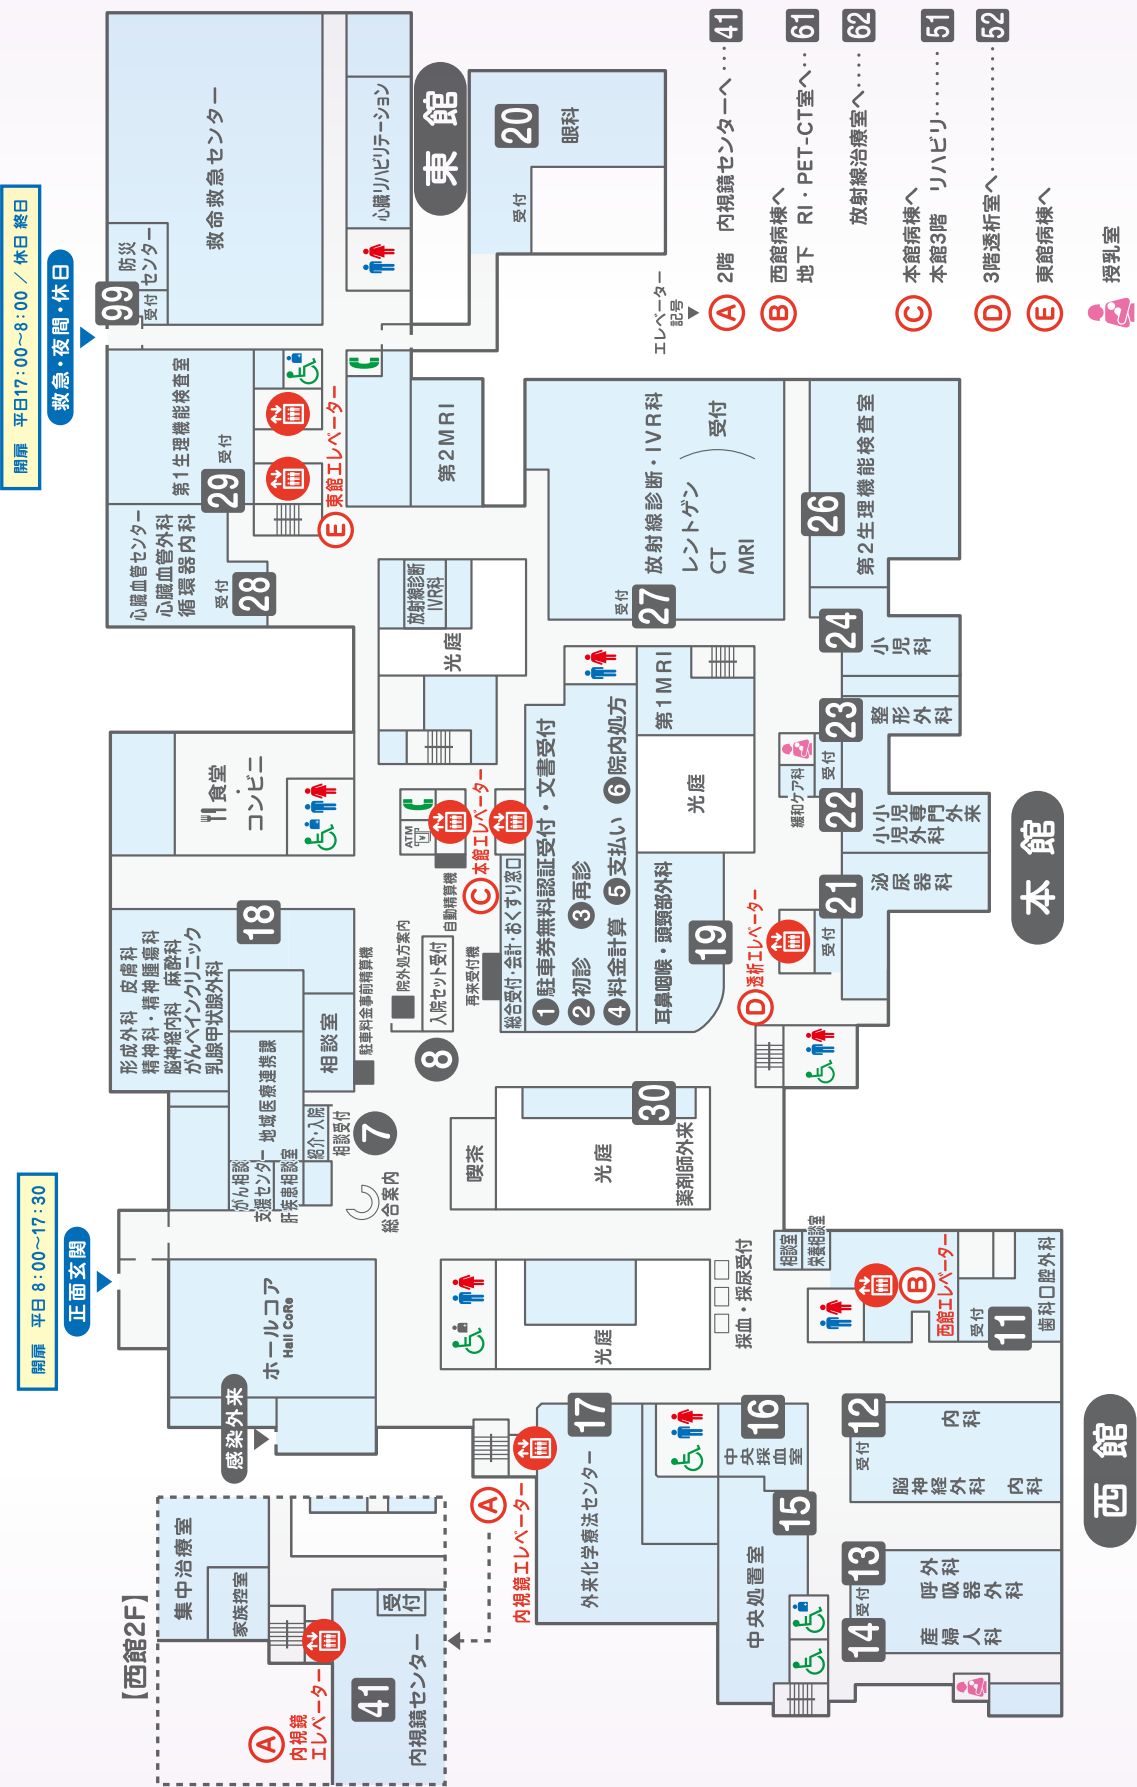 開扉 平日17:00～8:00 / 休日 終日
救急・夜間・休日
開扉 平日 8:00～17:30
正面玄関
感染外来
救命救急センター
防災
センター
99
受付
心臓リハビリテーション
東館
20
眼科
受付
第1生理機能検査室
29
受付
心臓血管センター
心臓血管外科
循環器内科
受付
28
E
東館エレベーター
第2MRI
放射線診断
IVR科
光庭
放射線診断・IVR科
受付
レントゲン
CT
MRI
受付
27
26
第2生理機能検査室
24
小児科
23
整形外科
受付
緩和ケア科
22
小児専門外来
小児外科
21
泌尿器科
受付
D
透析エレベーター
本館
第1MRI
光庭
食堂
・
コンビニ
ATM
C
本館エレベーター
自動精算機
総合受付・会計・おくすり窓口
1駐車券無料認証受付・文書受付
2初診 3再診
4料金計算 5支払い 6院内処方
耳鼻咽喉・頭頸部外科
19
再来受付機
院外処方案内
入院セット受付
8
駐車料金事前精算機
18
形成外科 皮膚科
精神科・精神腫瘍科
脳神経内科 麻酔科
がんペインクリニック
乳腺甲状腺外科
相談室
地域医療連携課
紹介・入院
相談受付
7
がん相談
支援センター
肝疾患相談室
総合案内
喫茶
光庭
30
薬剤師外来
ホールコア
Hall CoRe
光庭
採血・採尿受付
相談室
栄養相談室
B
西館エレベーター
受付
11
歯科口腔外科
12
受付
内科
脳神経外科
内科
13
受付
呼吸器外科
外科
14
産婦人科
西館
17
外来化学療法センター
16
中央採血室
15
中央処置室
A
内視鏡エレベーター
【西館2F】
集中治療室
家族控室
受付
41
内視鏡センター
A
内視鏡
エレベーター
エレベーター
記号
A 2階 内視鏡センターへ…41
B 西館病棟へ
地下 RI・PET-CT室へ…61
放射線治療室へ……62
C 本館病棟へ
本館3階 リハビリ………51
D 3階透析室へ……………52
E 東館病棟へ
授乳室